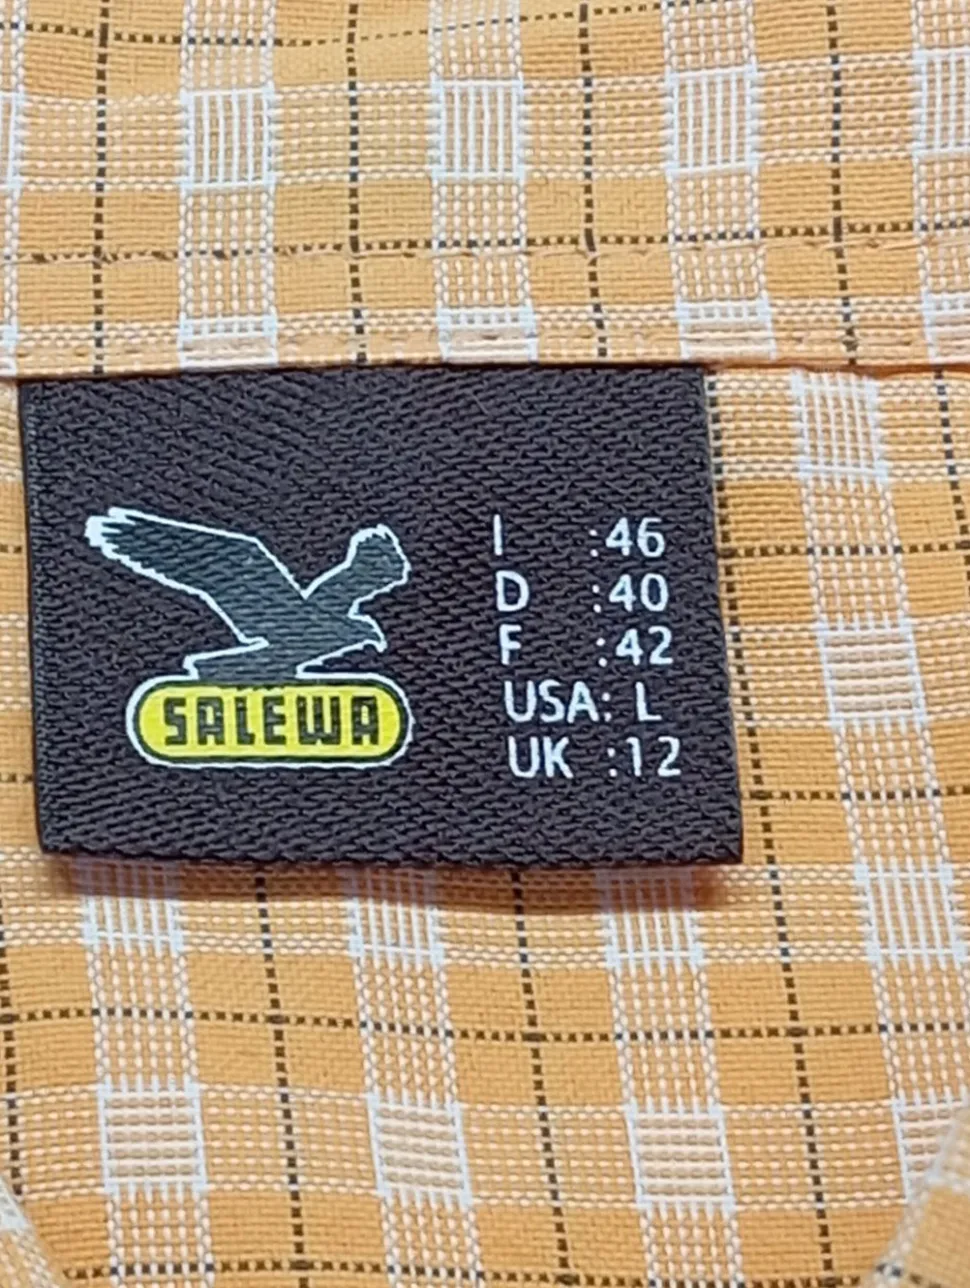 SALEWA
I :46
D :40
F :42
USA: L
UK :12